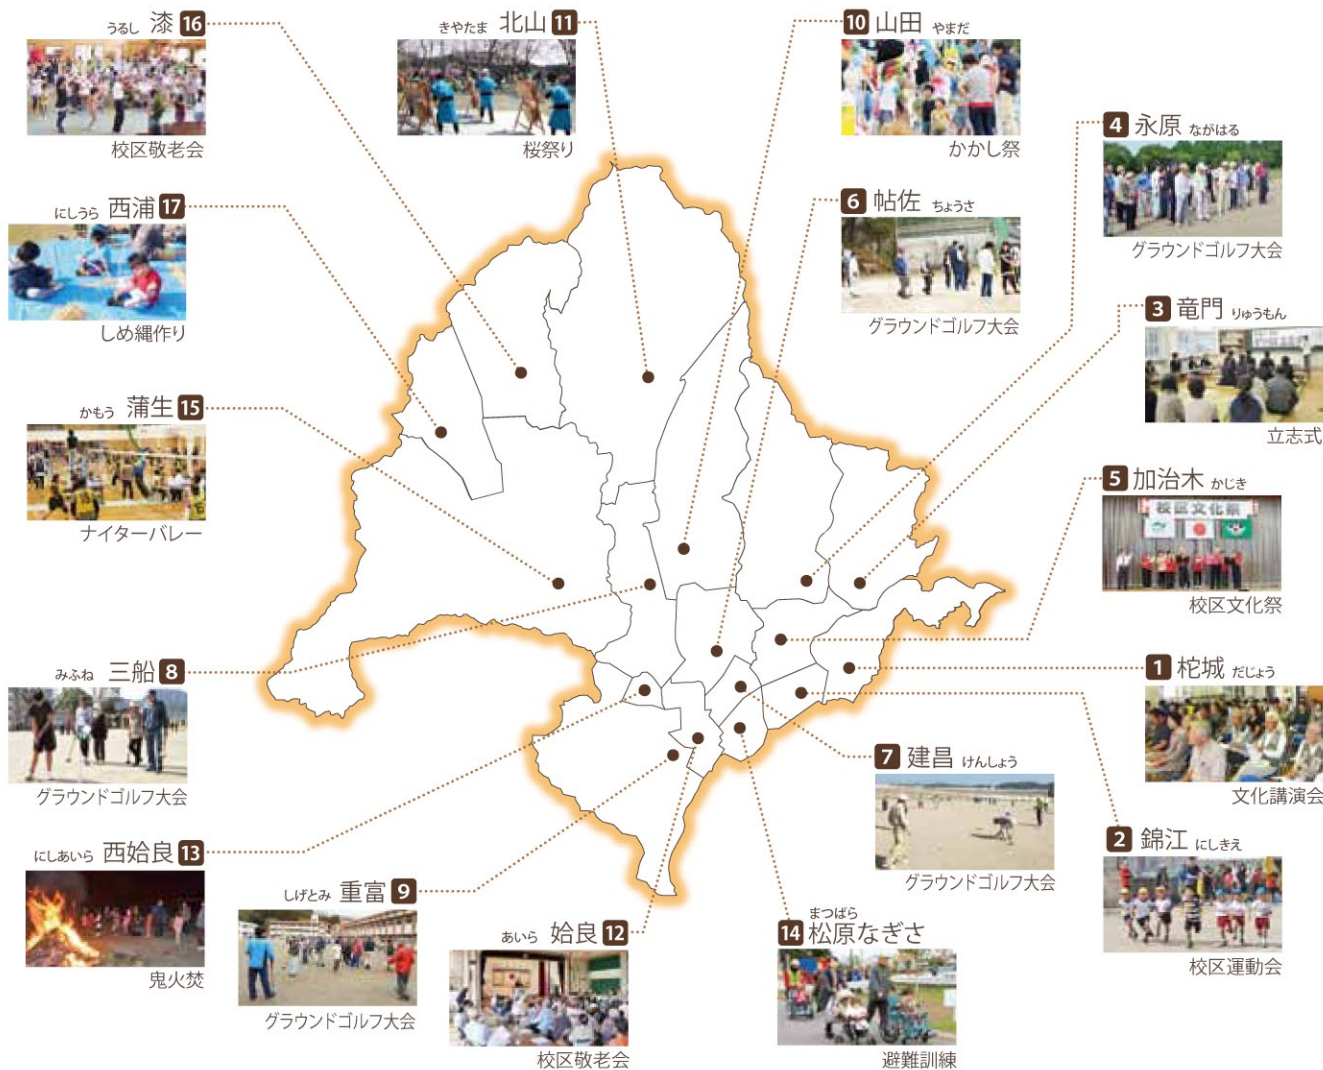 うるし 漆 16
校区敬老会
きやたま 北山 11
桜祭り
10 山田 やまだ
かかし祭
4 永原 ながはる
グラウンドゴルフ大会
にしうら 西浦 17
しめ縄作り
6 帖佐 ちょうさ
グラウンドゴルフ大会
3 竜門 りゅうもん
立志式
かもう 蒲生 15
ナイターバレー
5 加治木 かじき
校区文化祭
校区文化祭
みふね 三船 8
グラウンドゴルフ大会
1 柁城 だじょう
文化講演会
7 建昌 けんしょう
グラウンドゴルフ大会
2 錦江 にしきえ
校区運動会
にしあいら 西姶良 13
鬼火焚
しげとみ 重富 9
グラウンドゴルフ大会
あいら 姶良 12
校区敬老会
まつばら
14 松原なぎさ
避難訓練